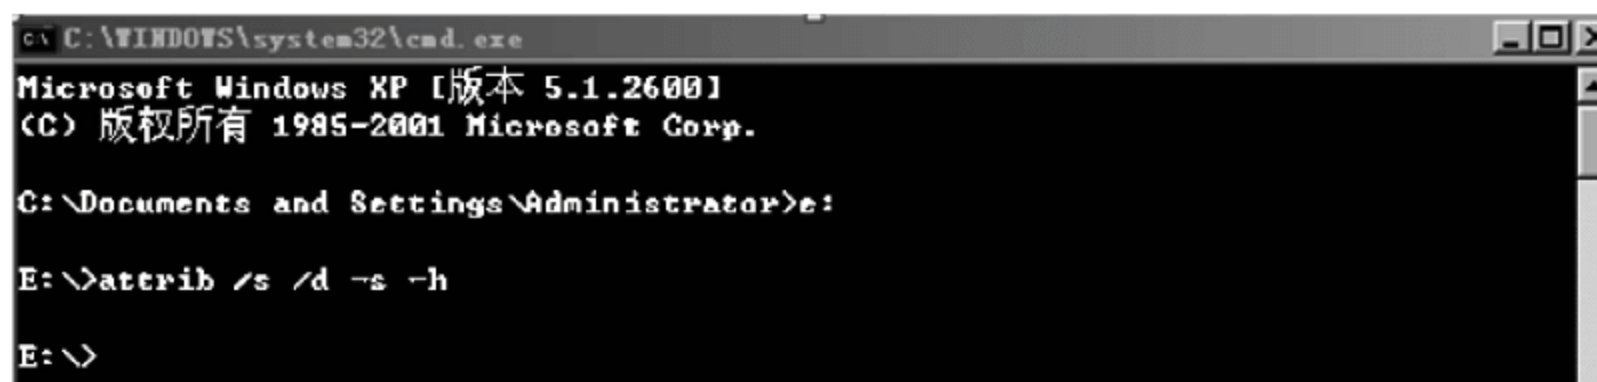 C:\WINDOWS\system32\cmd.exe
Microsoft Windows XP [版本 5.1.2600]
(C) 版权所有 1985-2001 Microsoft Corp.
C:\Documents and Settings\Administrator>e:
E:\>attrib /s /d -s -h
E:\>